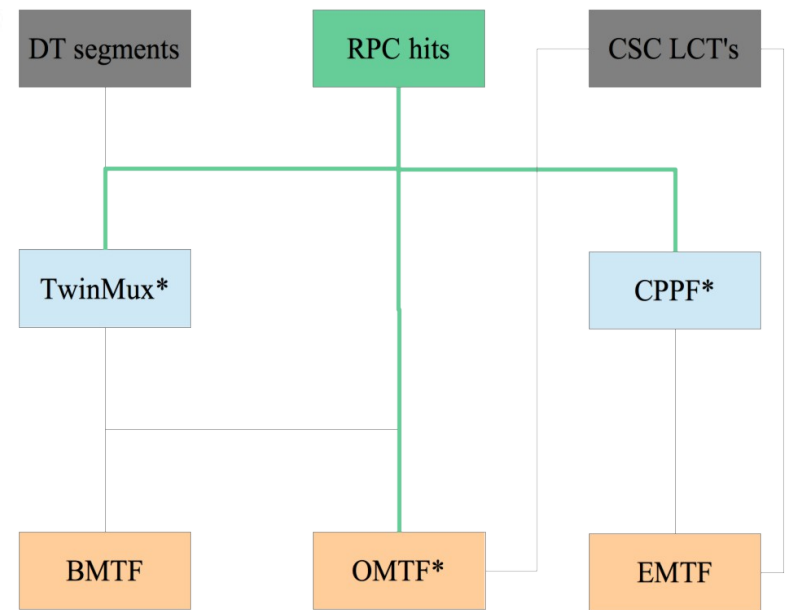 DT segments
RPC hits
CSC LCT's
TwinMux*
CPPF*
BMTF
OMTF*
EMTF